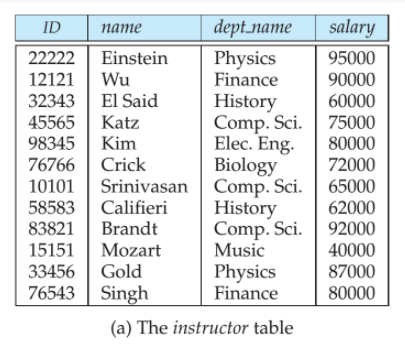 ID name dept_name salary
22222 Einstein Physics 95000
12121 Wu Finance 90000
32343 El Said History 60000
45565 Katz Comp. Sci. 75000
98345 Kim Elec. Eng. 80000
76766 Crick Biology 72000
10101 Srinivasan Comp. Sci. 65000
58583 Califieri History 62000
83821 Brandt Comp. Sci. 92000
15151 Mozart Music 40000
33456 Gold Physics 87000
76543 Singh Finance 80000
(a) The instructor table